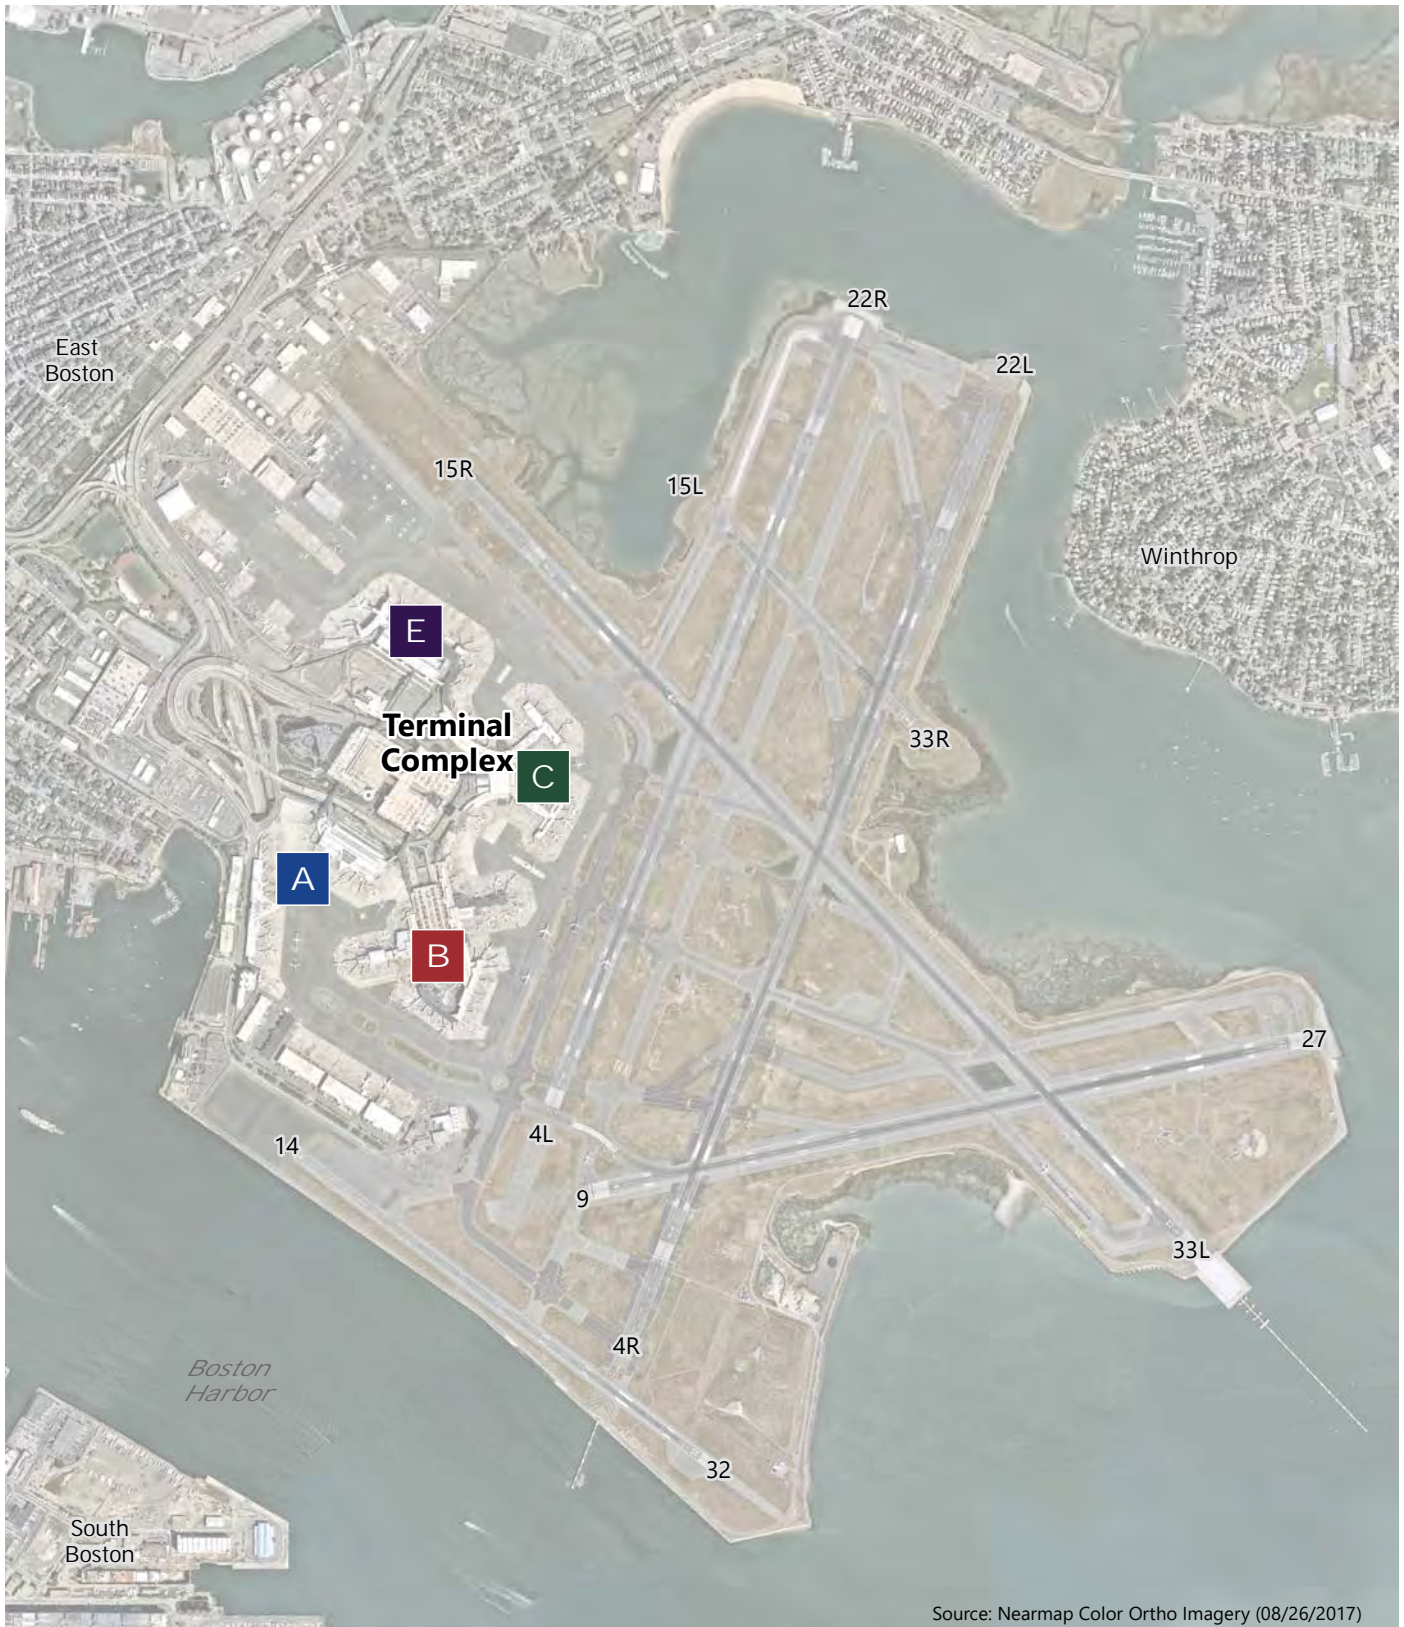 22R
East
Boston
22L
15R
15L
Winthrop
E
Terminal
Complex
33R
C
A
B
27
4L
14
9
33L
4R
Boston
Harbor
32
South
Boston
Source: Nearmap Color Ortho Imagery (08/26/2017)